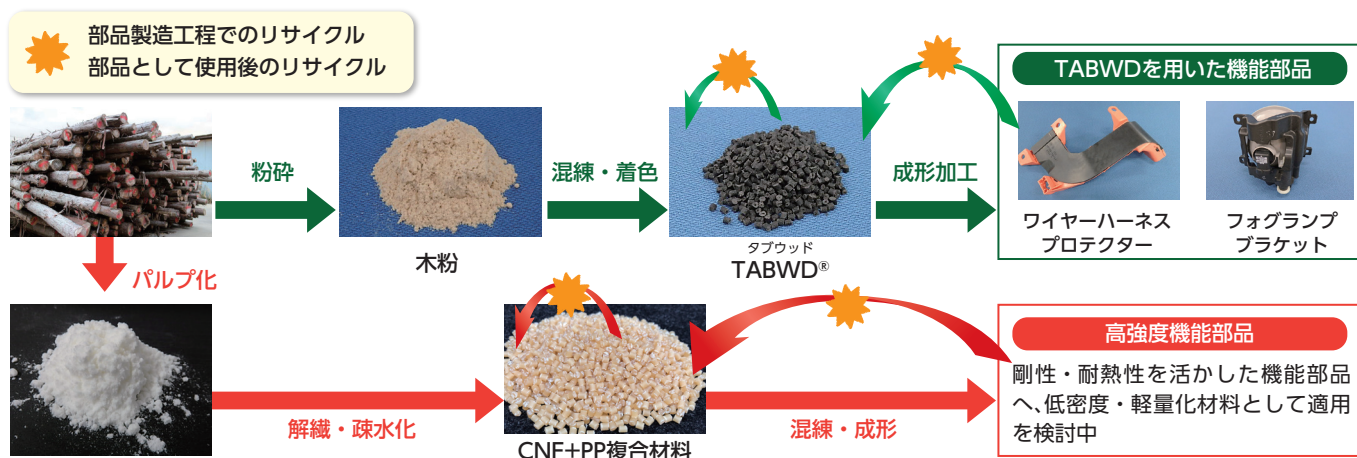 部品製造工程でのリサイクル
部品として使用後のリサイクル
TABWDを用いた機能部品
粉砕
混練・着色
成形加工
ワイヤーハーネス
プロテクター
フォグランプ
ブラケット
木粉
タブウッド
TABWD®
パルプ化
高強度機能部品
剛性・耐熱性を活かした機能部品
へ、低密度・軽量化材料として適用
を検討中
解繊・疎水化
混練・成形
CNF+PP複合材料